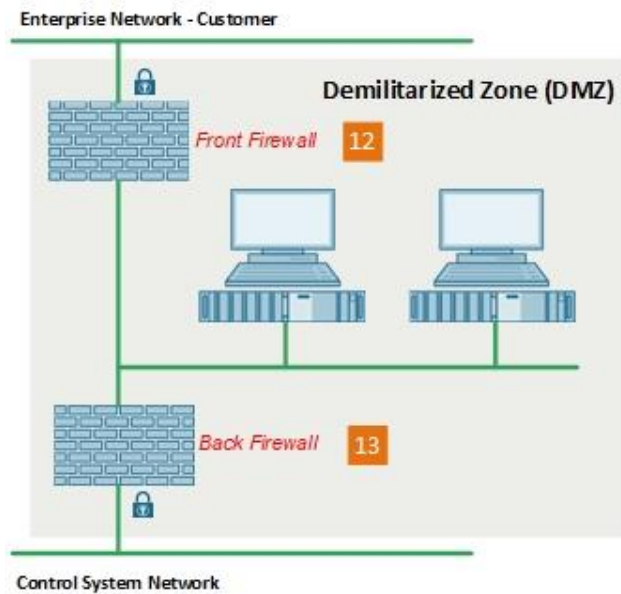 Enterprise Network - Customer
Demilitarized Zone (DMZ)
Front Firewall 12
Back Firewall 13
Control System Network